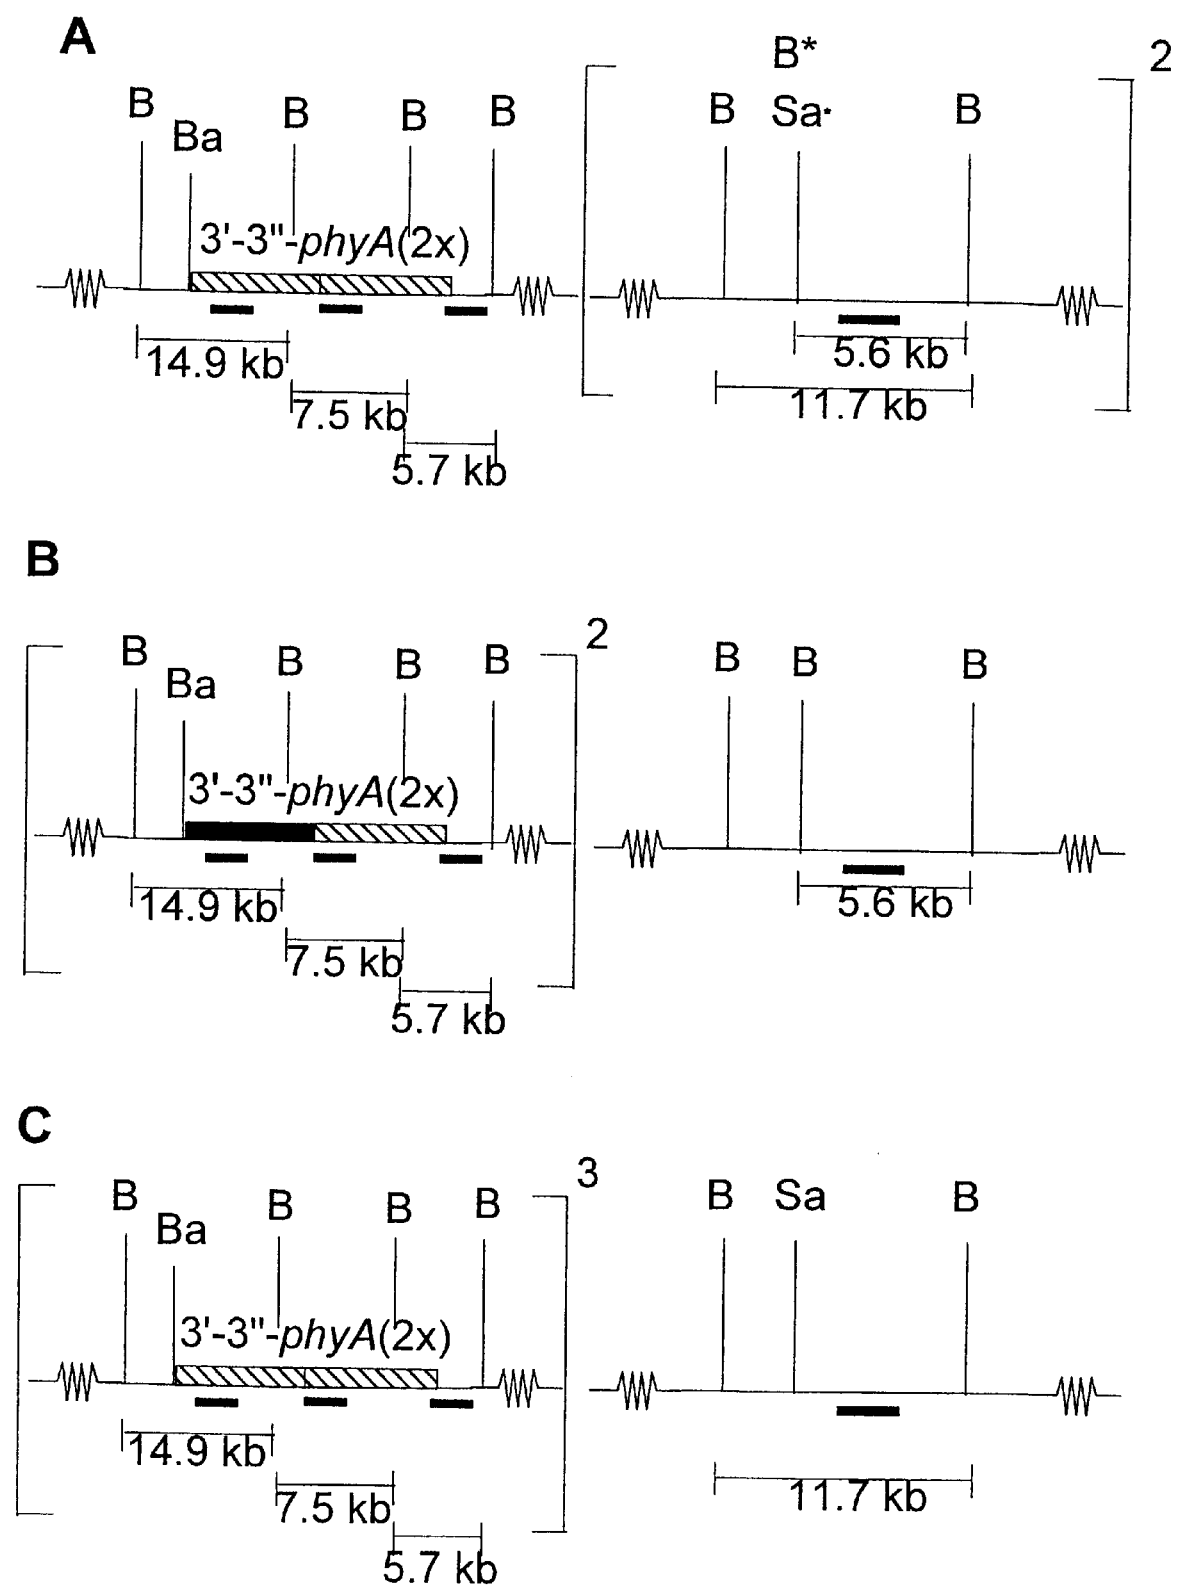 A
B* 2
B Ba B B B B Sa* B
3'-3"-phyA(2x)
14.9 kb 5.6 kb
7.5 kb 11.7 kb
5.7 kb
B
2
B Ba B B B B B B
3'-3"-phyA(2x)
14.9 kb 5.6 kb
7.5 kb
5.7 kb
C
3
B Ba B B B B Sa B
3'-3"-phyA(2x)
14.9 kb
7.5 kb 11.7 kb
5.7 kb